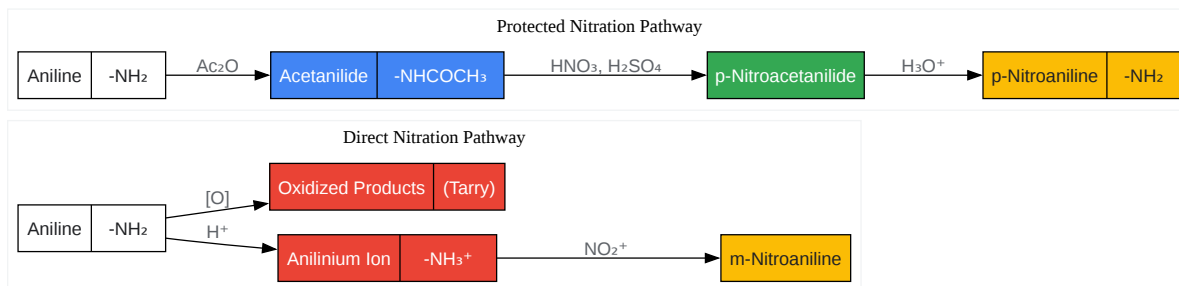 Protected Nitration Pathway
Aniline -NH₂ Ac₂O Acetanilide -NHCOCH₃ HNO₃, H₂SO₄ p-Nitroacetanilide H₃O⁺ p-Nitroaniline -NH₂
Direct Nitration Pathway
Oxidized Products (Tarry)
[O]
Aniline -NH₂
H⁺
Anilinium Ion -NH₃⁺ NO₂⁺ m-Nitroaniline